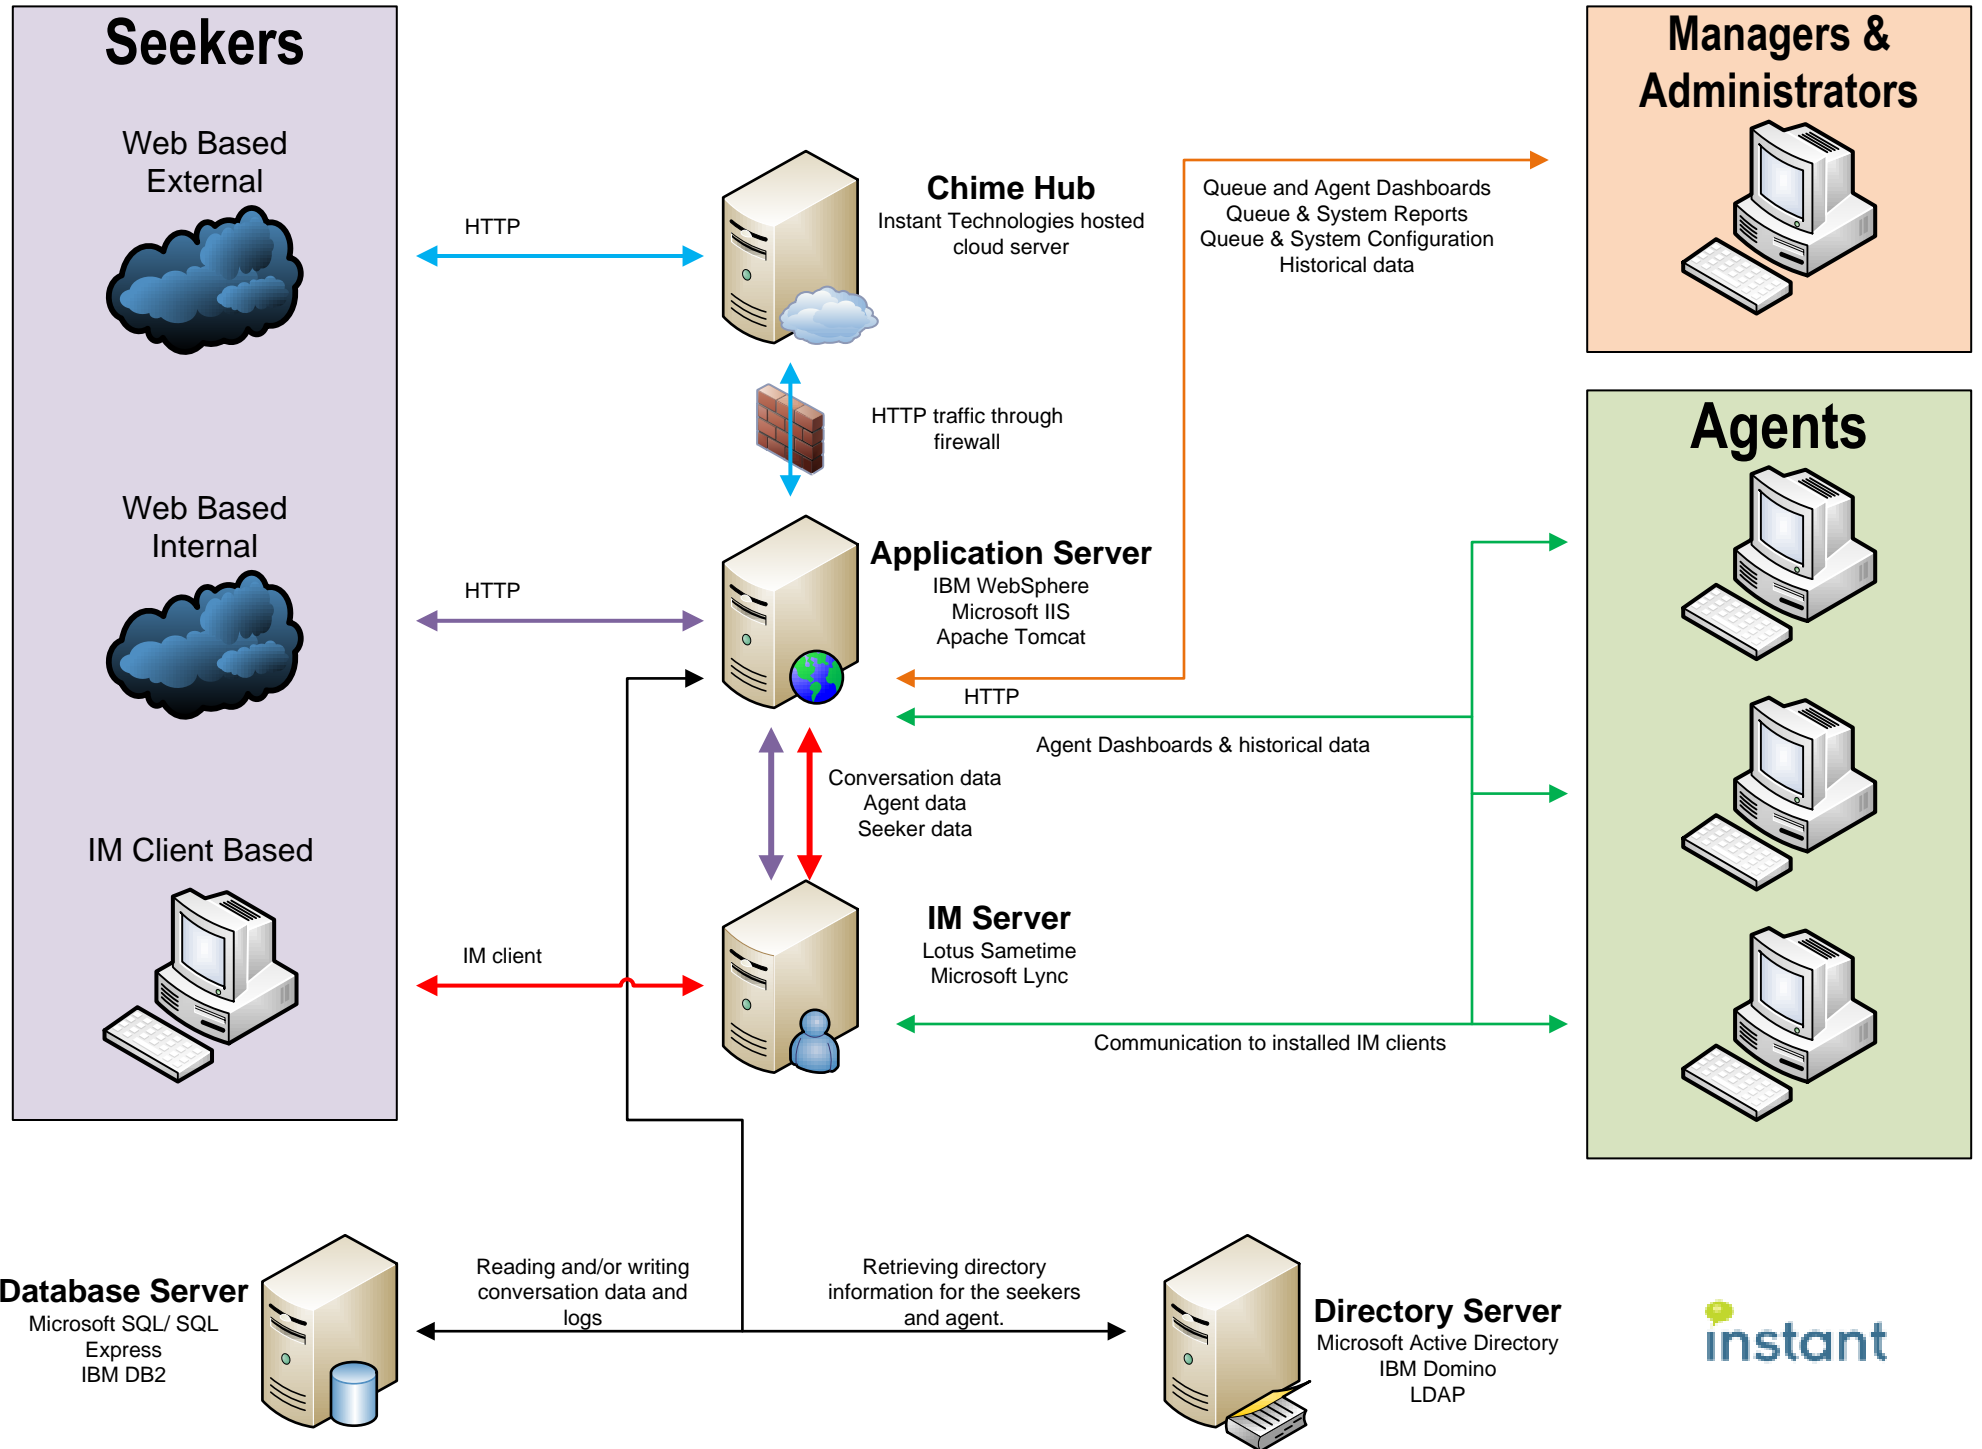 Seekers
Web Based
External
HTTP
Web Based
Internal
HTTP
IM Client Based
IM client
Chime Hub
Instant Technologies hosted
cloud server
HTTP traffic through
firewall
Application Server
IBM WebSphere
Microsoft IIS
Apache Tomcat
HTTP
Agent Dashboards & historical data
Conversation data
Agent data
Seeker data
IM Server
Lotus Sametime
Microsoft Lync
Communication to installed IM clients
Managers &
Administrators
Queue and Agent Dashboards
Queue & System Reports
Queue & System Configuration
Historical data
Agents
Database Server
Microsoft SQL/ SQL
Express
IBM DB2
Reading and/or writing
conversation data and
logs
Retrieving directory
information for the seekers
and agent.
Directory Server
Microsoft Active Directory
IBM Domino
LDAP
instant